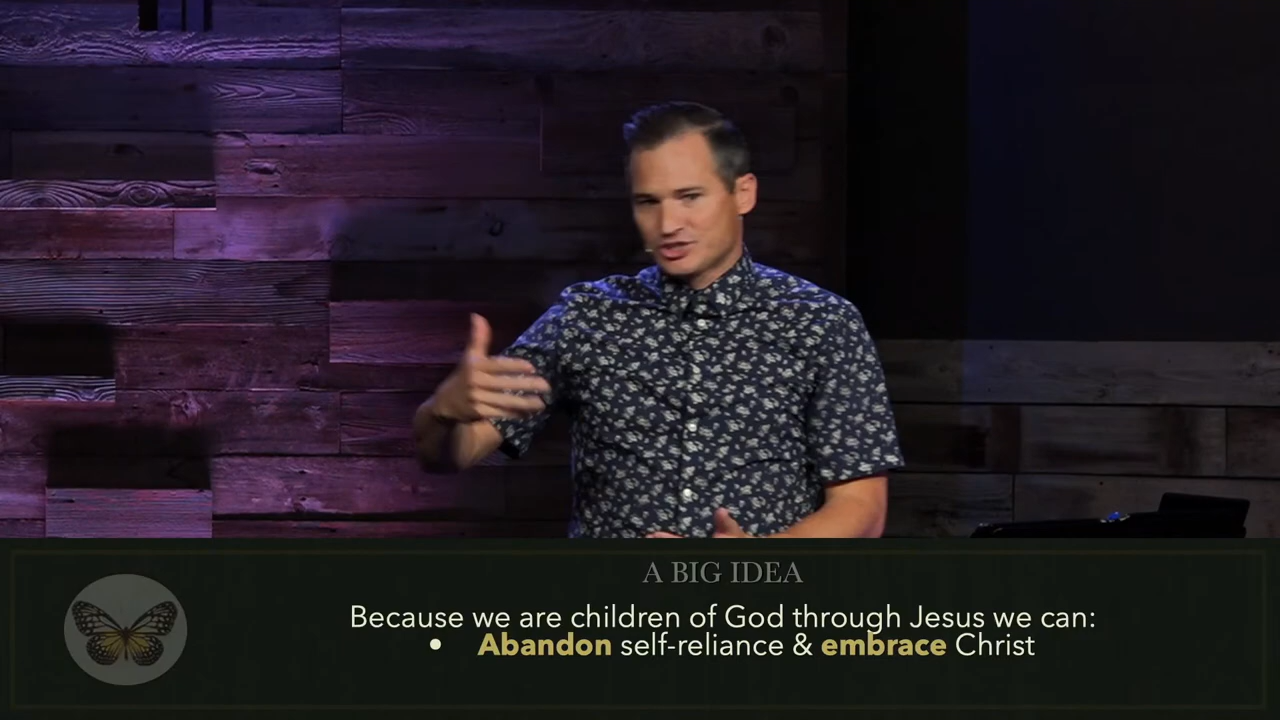 A BIG IDEA
Because we are children of God through Jesus we can:
• Abandon self-reliance & embrace Christ